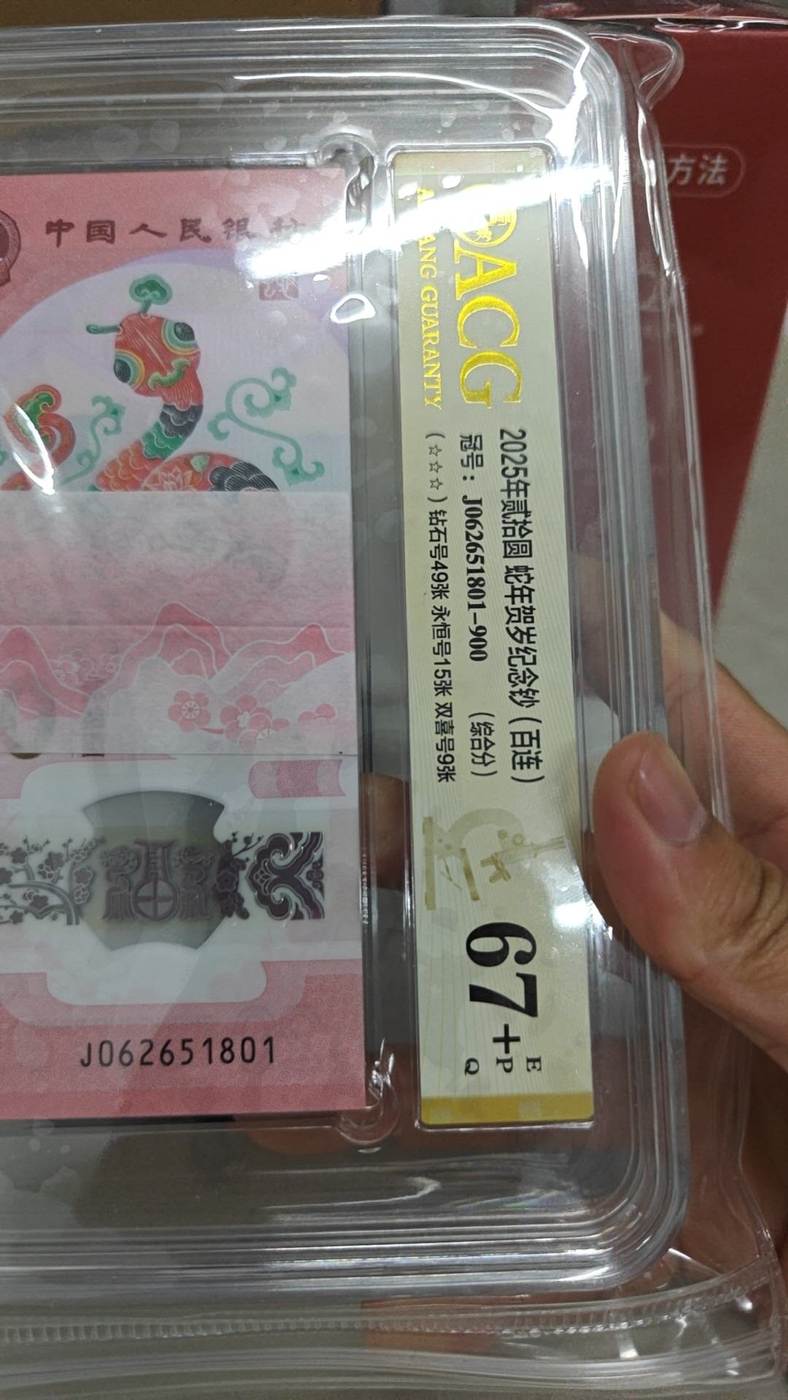 中国人民银行
J062651801
ACG
GUARANTY
2025年贰拾圆 蛇年贺岁纪念钞（百连）
冠号：J062651801-900 （综合分）
（☆☆☆）钻石号49张 永恒号15张 双喜号9张
67+
E
P
Q
方法